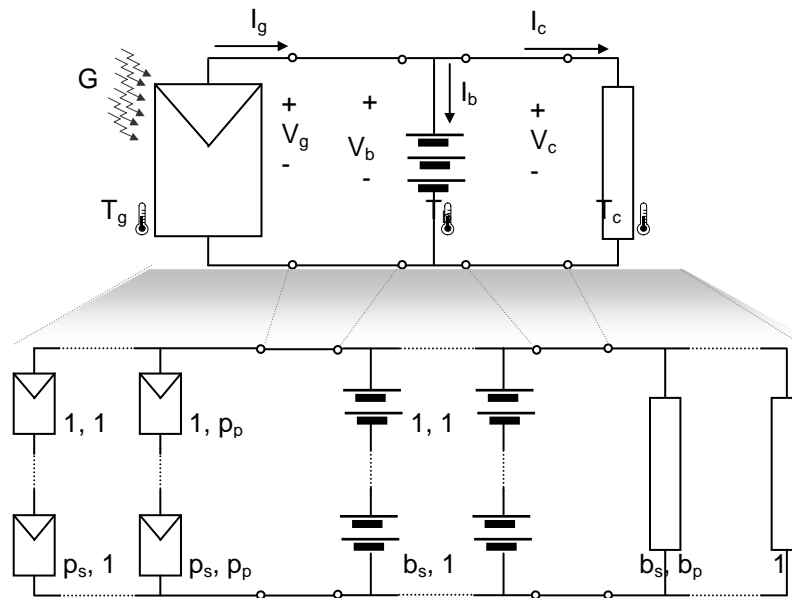 I_g
I_c
G
I_b
+ + +
V_g V_b V_c
- - -
T_g T T_c
1, 1 1, p_p 1, 1
p_s, 1 p_s, p_p b_s, 1 b_s, b_p 1